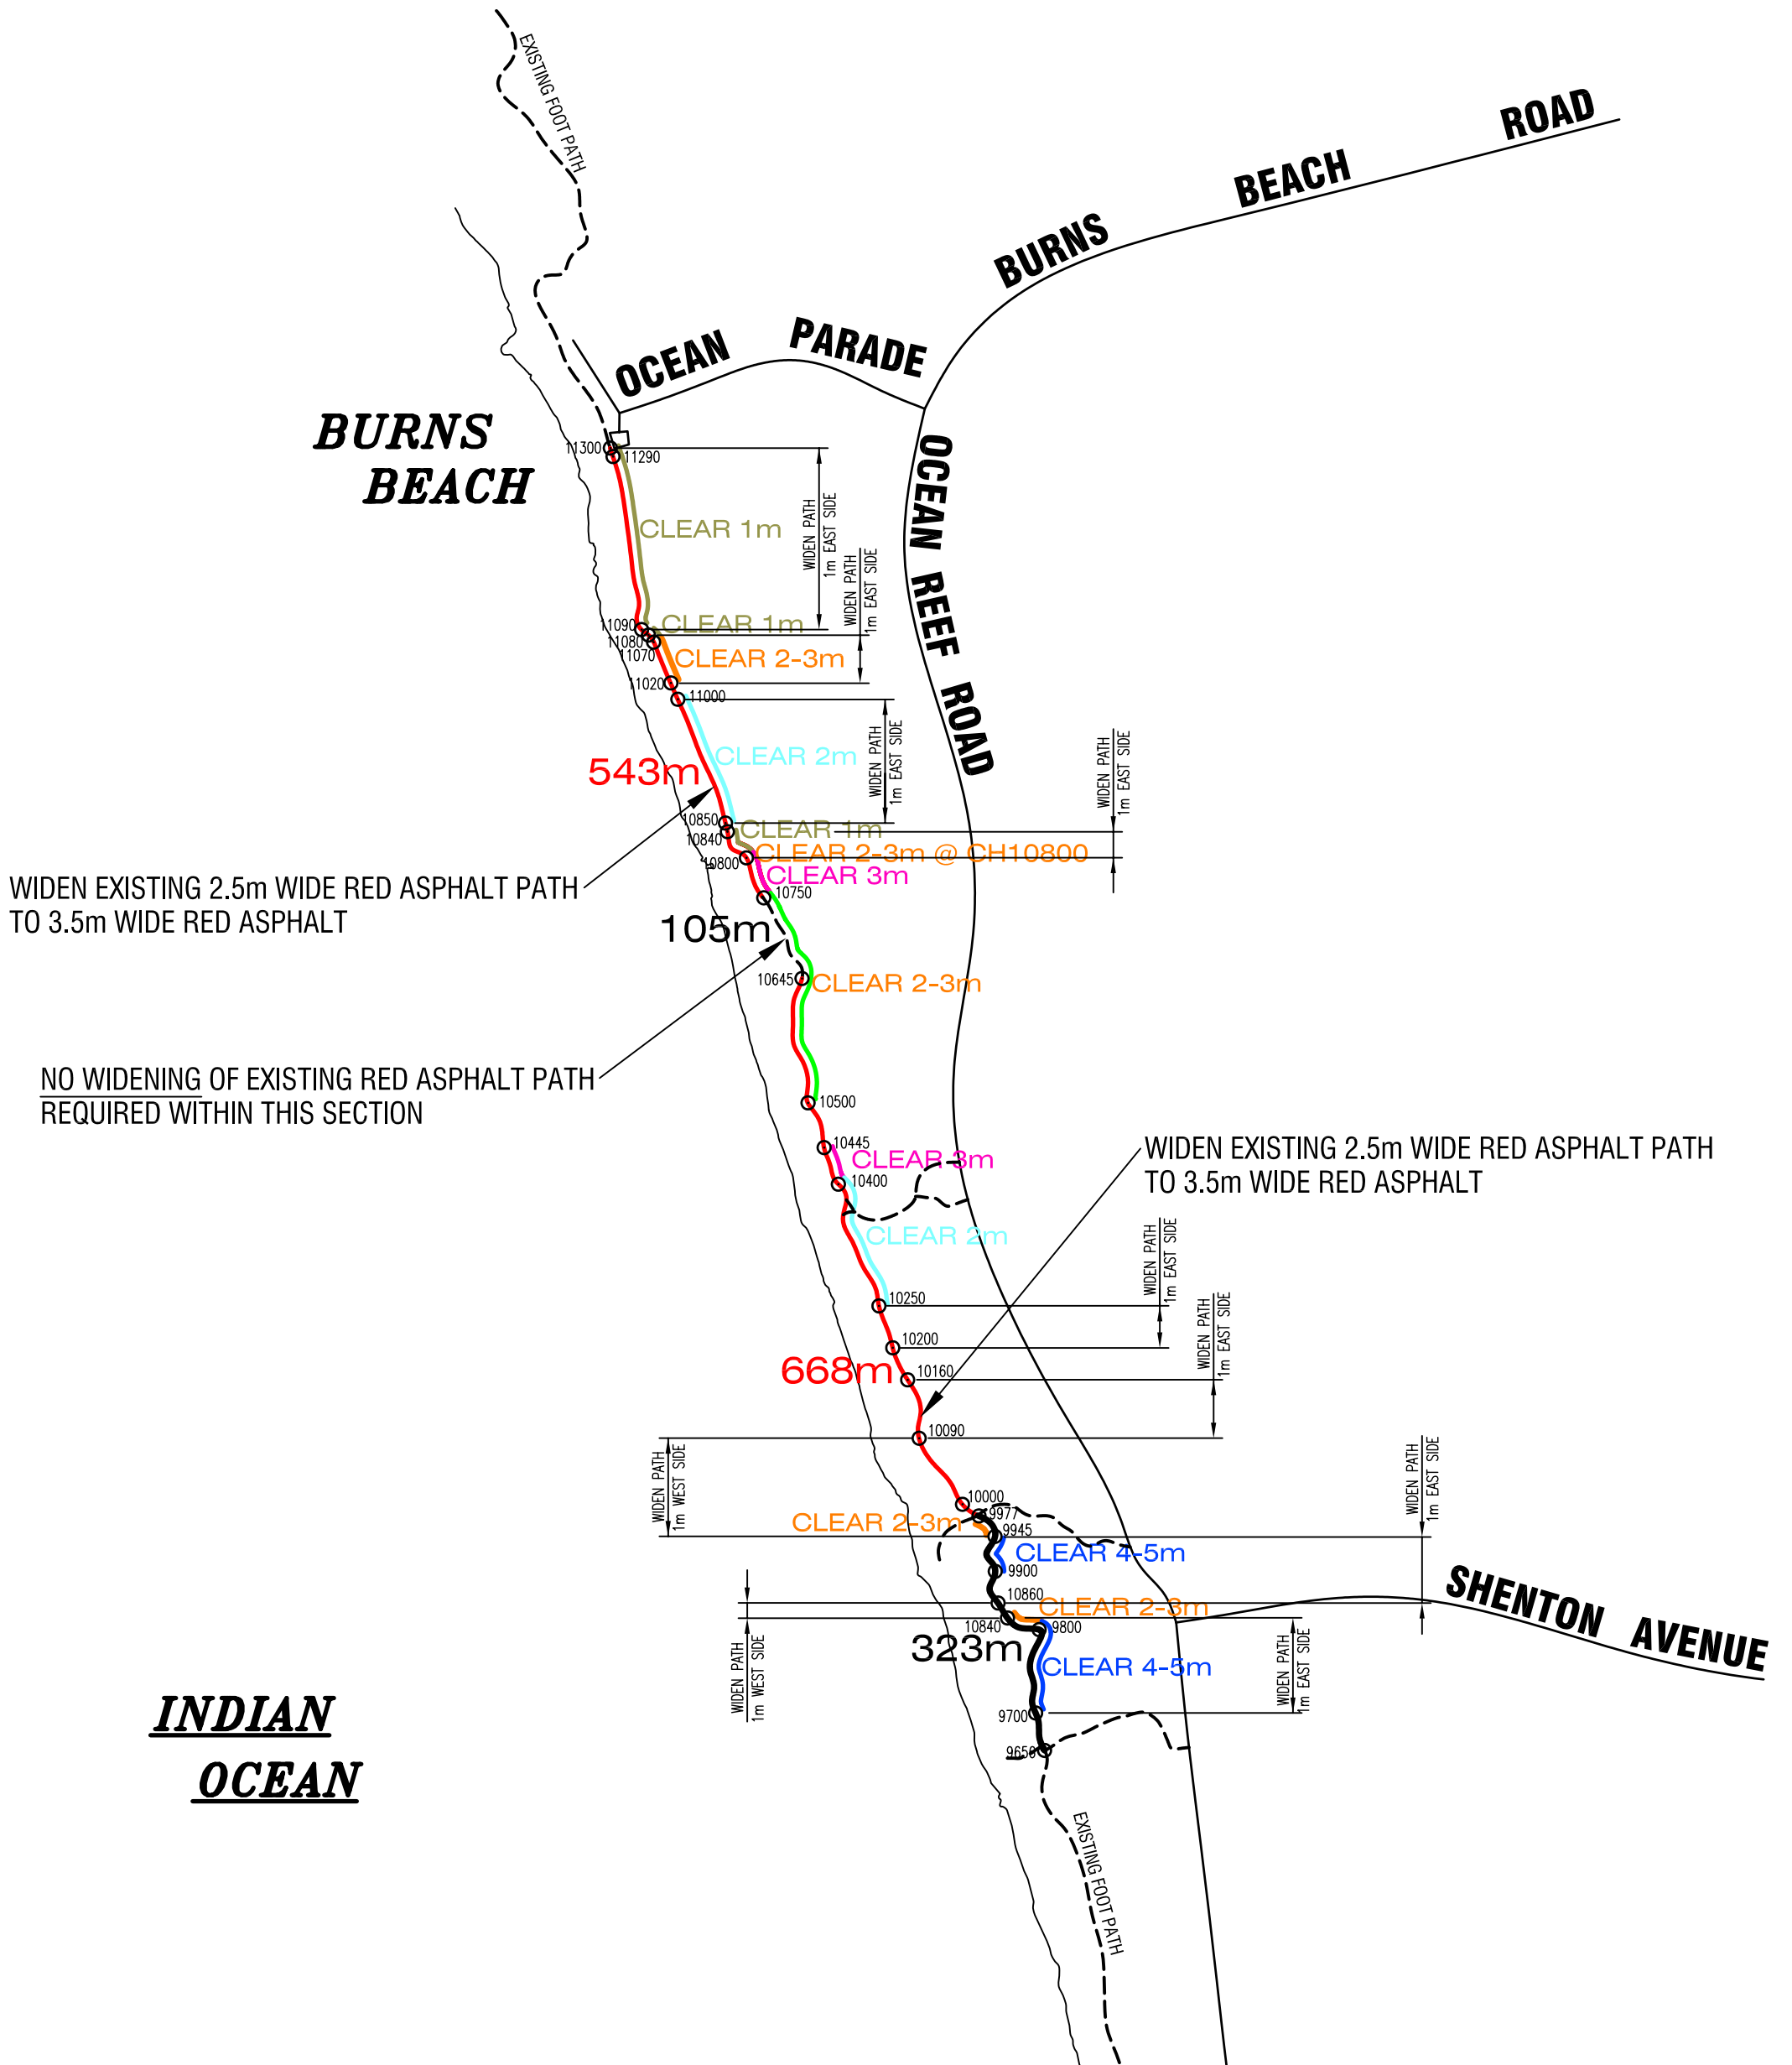 EXISTING FOOT PATH
BURNS BEACH ROAD
OCEAN PARADE
BURNS
BEACH
OCEAN REEF ROAD
11300
11290
CLEAR 1m
WIDEN PATH
1m EAST SIDE
11090
CLEAR 1m
11080
11070
CLEAR 2-3m
WIDEN PATH
1m EAST SIDE
11020
11000
CLEAR 2m
543m
WIDEN PATH
1m EAST SIDE
WIDEN PATH
1m EAST SIDE
10850
CLEAR 1m
10840
CLEAR 2-3m @ CH10800
10800
CLEAR 3m
WIDEN EXISTING 2.5m WIDE RED ASPHALT PATH
TO 3.5m WIDE RED ASPHALT
10750
105m
10645
CLEAR 2-3m
NO WIDENING OF EXISTING RED ASPHALT PATH
REQUIRED WITHIN THIS SECTION
10500
10445
CLEAR 3m
10400
WIDEN EXISTING 2.5m WIDE RED ASPHALT PATH
TO 3.5m WIDE RED ASPHALT
CLEAR 2m
WIDEN PATH
1m EAST SIDE
10250
10200
WIDEN PATH
1m EAST SIDE
668m
10160
10090
WIDEN PATH
1m WEST SIDE
WIDEN PATH
1m EAST SIDE
10000
9977
CLEAR 2-3m
9945
CLEAR 4-5m
9900
10860
CLEAR 2-3m
10840
9800
SHENTON AVENUE
323m
WIDEN PATH
1m WEST SIDE
CLEAR 4-5m
WIDEN PATH
1m EAST SIDE
9700
9650
INDIAN
OCEAN
EXISTING FOOT PATH